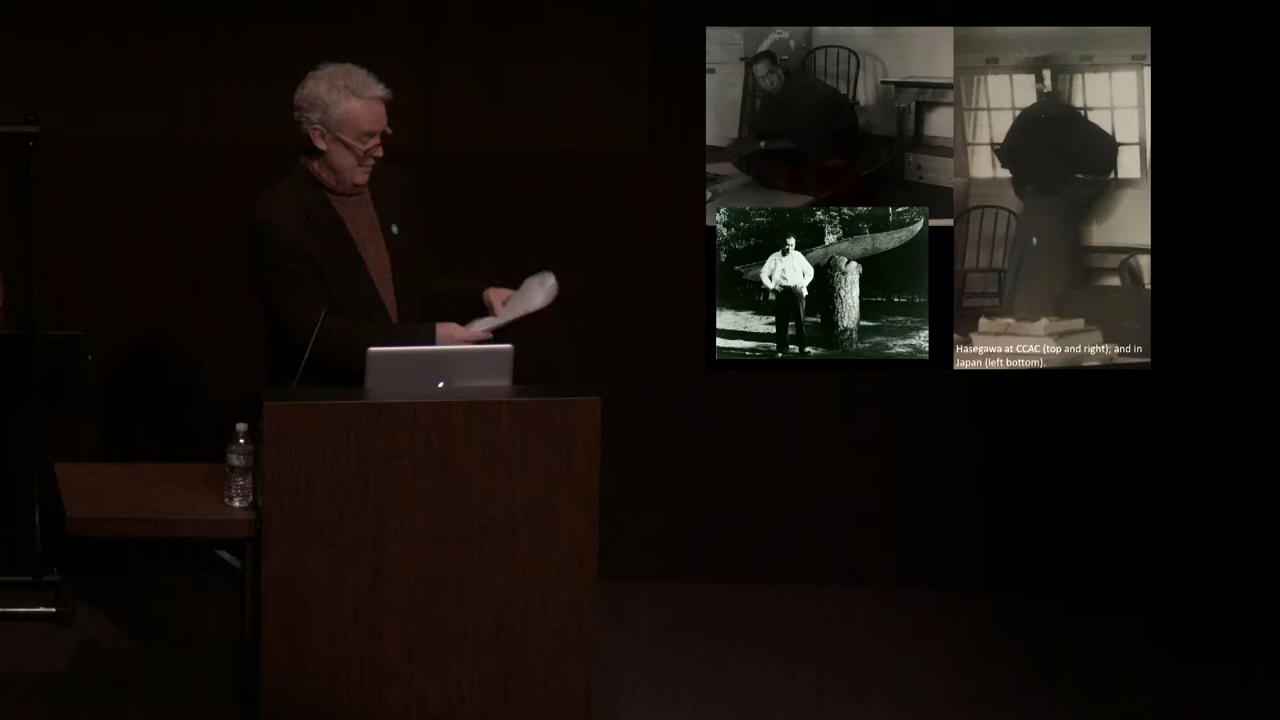 Hasegawa at CCAC (top and right); and in
Japan (left bottom).